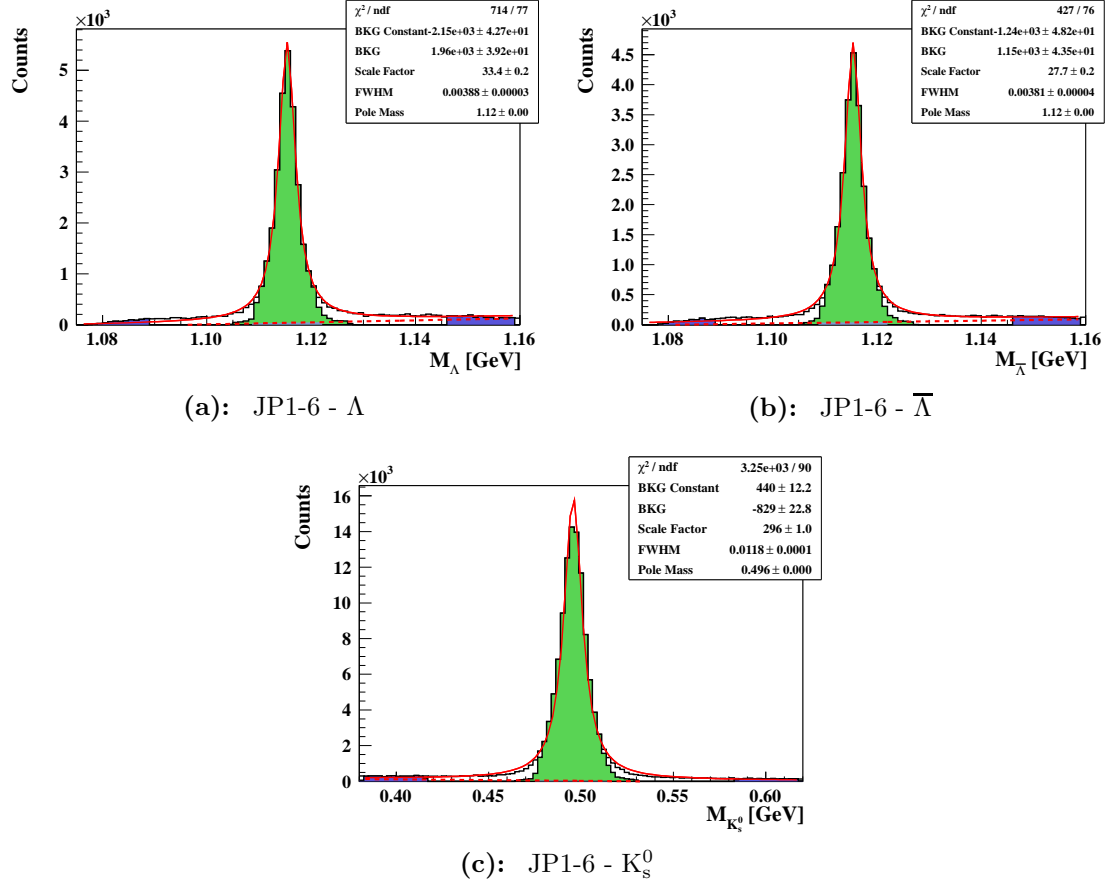 ×10³
Counts
5
4
3
2
1
0
1.08
1.10
1.12
1.14
1.16
M_Λ [GeV]
χ² / ndf 714 / 77
BKG Constant -2.15e+03 ± 4.27e+01
BKG 1.96e+03 ± 3.92e+01
Scale Factor 33.4 ± 0.2
FWHM 0.00388 ± 0.00003
Pole Mass 1.12 ± 0.00
(a): JP1-6 - Λ
×10³
Counts
4.5
4.0
3.5
3.0
2.5
2.0
1.5
1.0
0.5
0.0
1.08
1.10
1.12
1.14
1.16
M_Λ̅ [GeV]
χ² / ndf 427 / 76
BKG Constant -1.24e+03 ± 4.82e+01
BKG 1.15e+03 ± 4.35e+01
Scale Factor 27.7 ± 0.2
FWHM 0.00381 ± 0.00004
Pole Mass 1.12 ± 0.00
(b): JP1-6 - Λ̅
×10³
Counts
16
14
12
10
8
6
4
2
0
0.40
0.45
0.50
0.55
0.60
M_K⁰ₛ [GeV]
χ² / ndf 3.25e+03 / 90
BKG Constant 440 ± 12.2
BKG -829 ± 22.8
Scale Factor 296 ± 1.0
FWHM 0.0118 ± 0.0001
Pole Mass 0.496 ± 0.000
(c): JP1-6 - K⁰ₛ